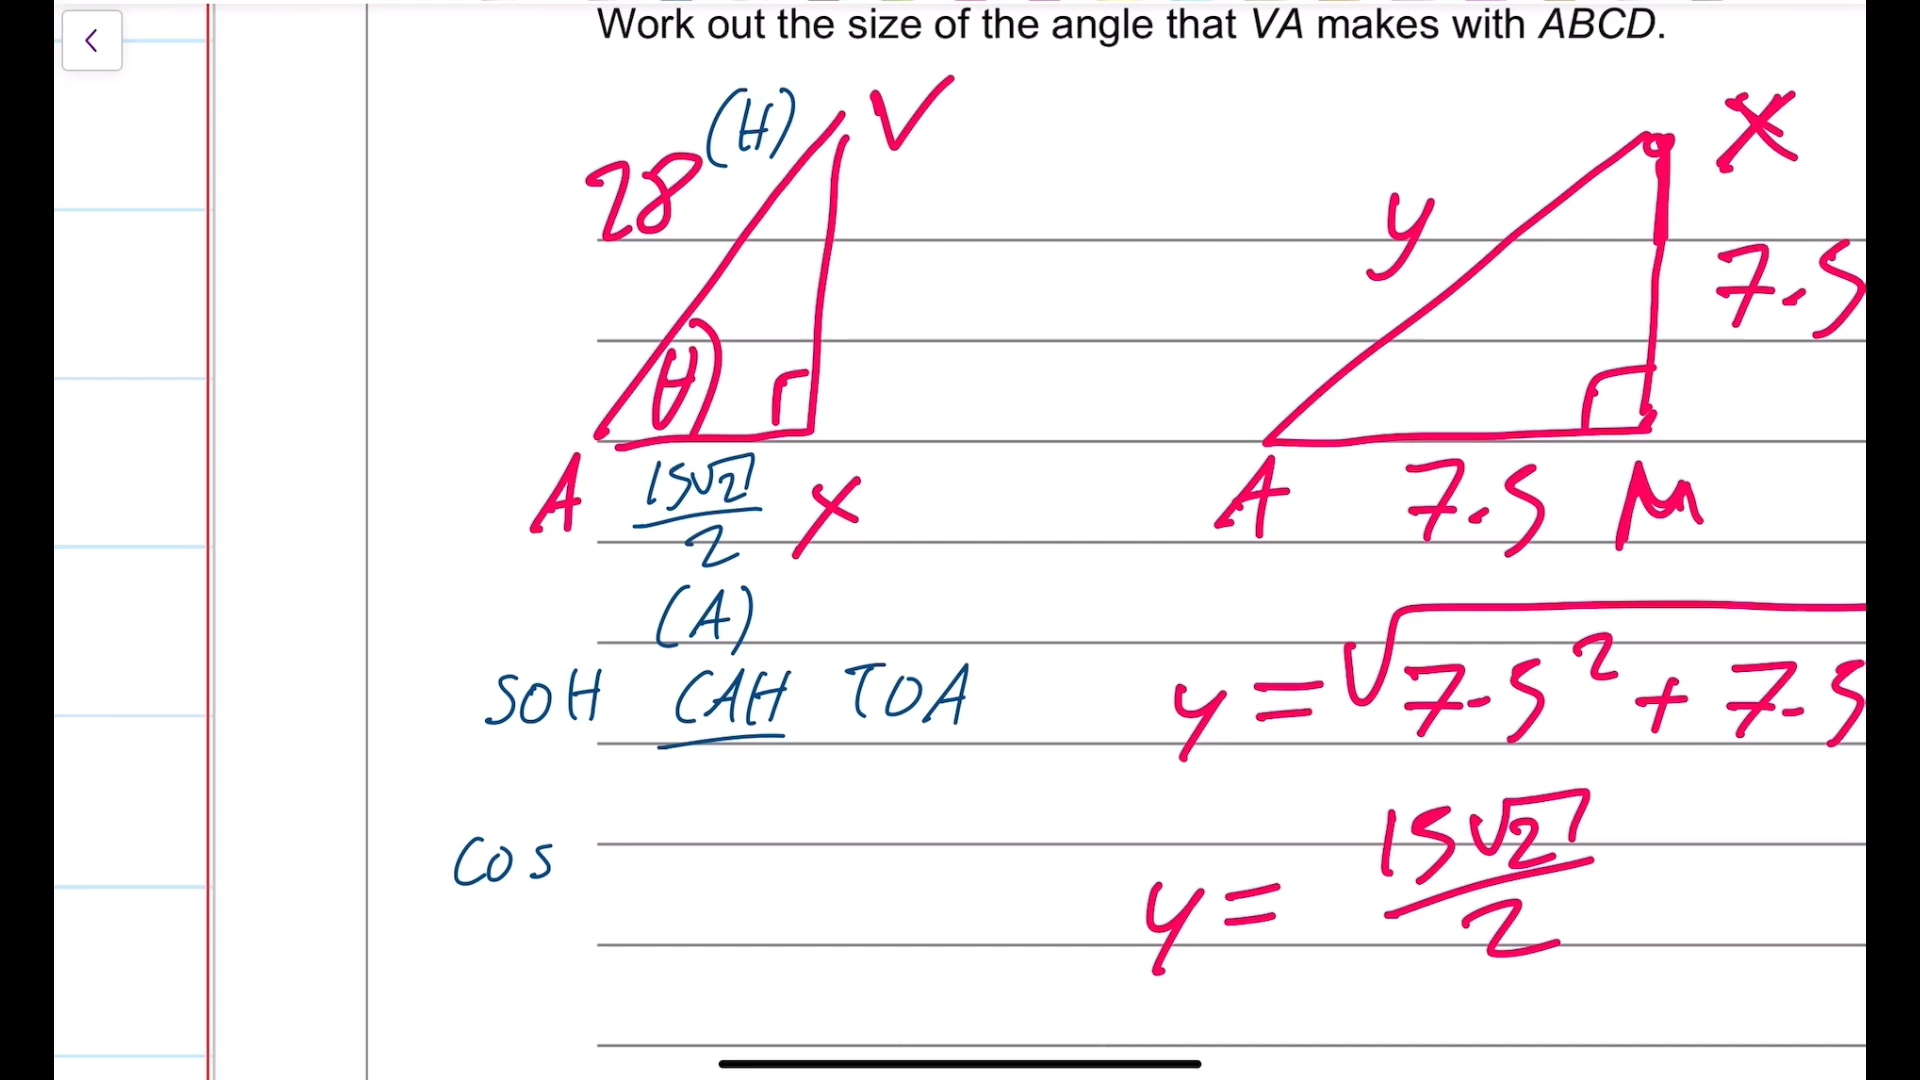 Work out the size of the angle that VA makes with ABCD.
(H) V X
28 y
7.5
θ
A 15√2/2 X A 7.5 M
(A)
SOH CAH TOA y = √7.5² + 7.5
cos y = 15√2/2